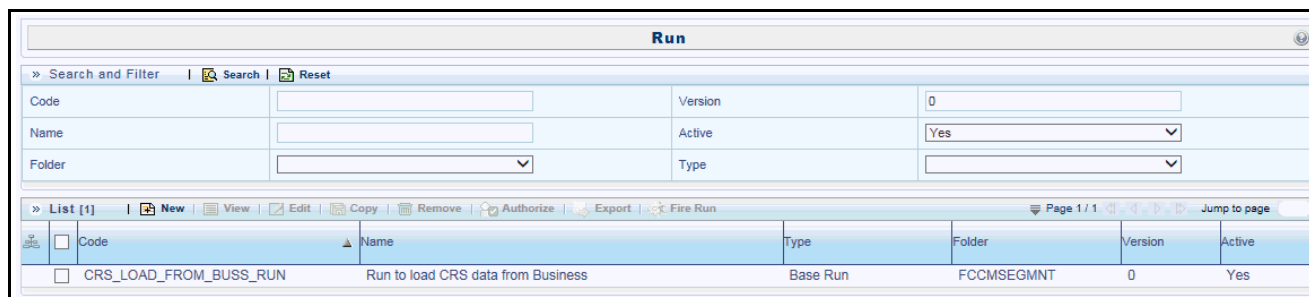 Run
» Search and Filter | Search | Reset
Code Version 0
Name Active Yes
Folder Type
» List [1] | New | View | Edit | Copy | Remove | Authorize | Export | Fire Run Page 1 / 1 Jump to page
Code Name Type Folder Version Active
CRS_LOAD_FROM_BUSS_RUN Run to load CRS data from Business Base Run FCCMSEGMNT 0 Yes